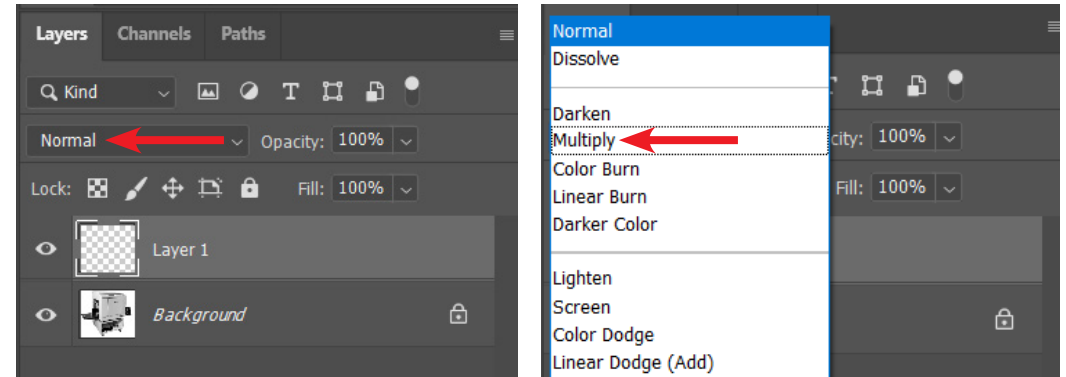 Layers Channels Paths
Kind T
Normal Opacity: 100%
Lock: Fill: 100%
Layer 1
Background
Normal
Dissolve
Darken
Multiply
city: 100%
Color Burn
Linear Burn
Fill: 100%
Darker Color
Lighten
Screen
Color Dodge
Linear Dodge (Add)